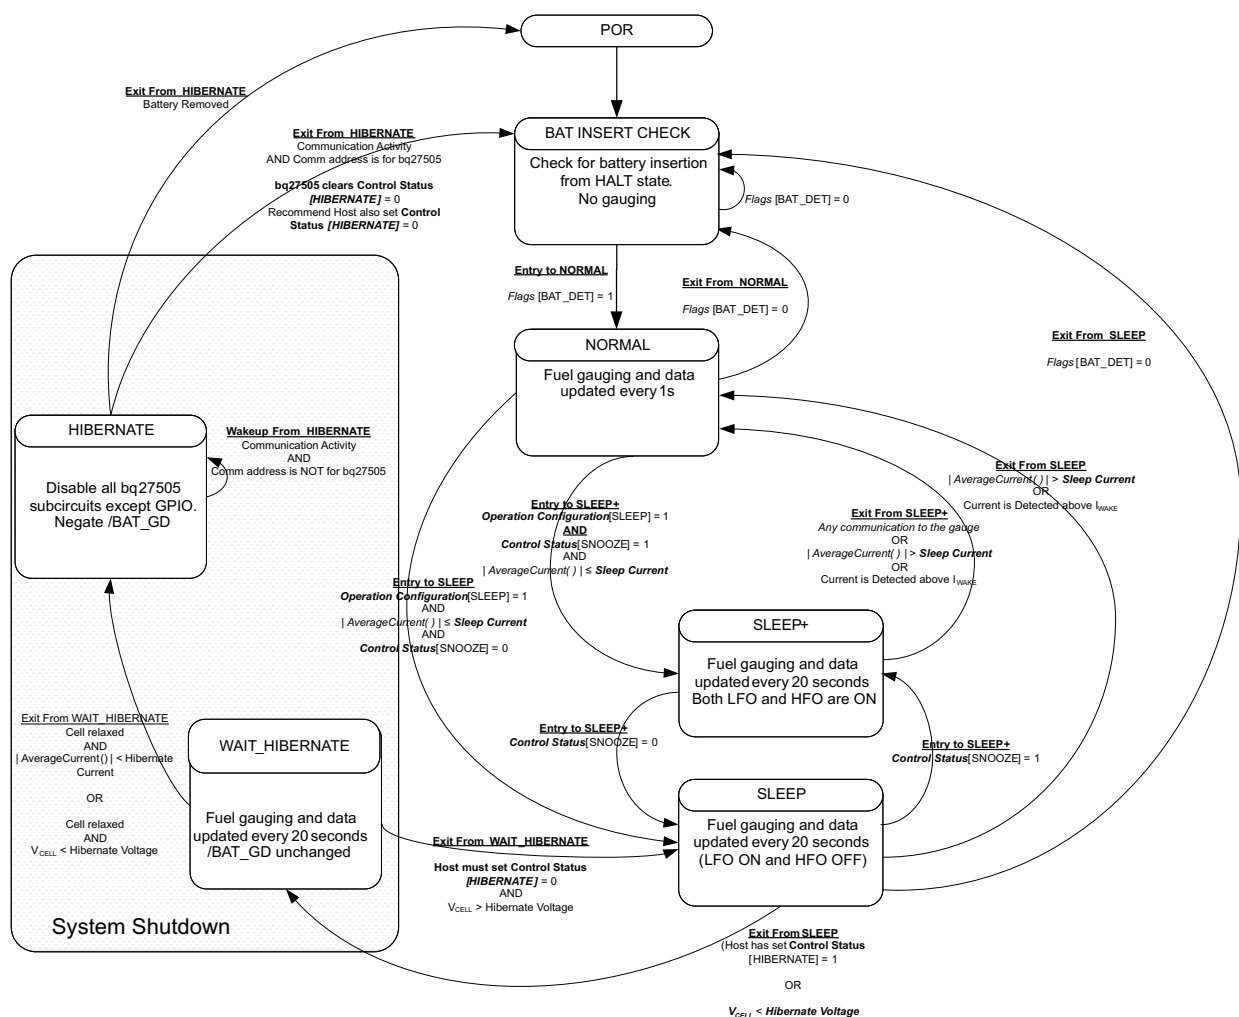 POR
Exit From HIBERNATE
Battery Removed
Exit From HIBERNATE
Communication Activity
AND Comm address is for bq27505
bq27505 clears Control Status
[HIBERNATE] = 0
Recommend Host also set Control
Status [HIBERNATE] = 0
BAT INSERT CHECK
Check for battery insertion
from HALT state.
No gauging
Flags [BAT_DET] = 0
Entry to NORMAL
Flags [BAT_DET] = 1
Exit From NORMAL
Flags [BAT_DET] = 0
Exit From SLEEP
Flags [BAT_DET] = 0
NORMAL
Fuel gauging and data
updated every 1s
HIBERNATE
Disable all bq27505
subcircuits except GPIO.
Negate /BAT_GD
Wakeup From HIBERNATE
Communication Activity
AND
Comm address is NOT for bq27505
Exit From SLEEP
| AverageCurrent( ) | > Sleep Current
OR
Current is Detected above IWAKE
Entry to SLEEP+
Operation Configuration[SLEEP] = 1
AND
Control Status[SNOOZE] = 1
AND
| AverageCurrent( ) | ≤ Sleep Current
Exit From SLEEP+
Any communication to the gauge
OR
| AverageCurrent( ) | > Sleep Current
OR
Current is Detected above IWAKE
Entry to SLEEP
Operation Configuration[SLEEP] = 1
AND
| AverageCurrent( ) | ≤ Sleep Current
AND
Control Status[SNOOZE] = 0
SLEEP+
Fuel gauging and data
updated every 20 seconds
Both LFO and HFO are ON
Exit From WAIT_HIBERNATE
Cell relaxed
AND
| AverageCurrent() | < Hibernate
Current
OR
Cell relaxed
AND
VCELL < Hibernate Voltage
WAIT_HIBERNATE
Fuel gauging and data
updated every 20 seconds
/BAT_GD unchanged
Entry to SLEEP+
Control Status[SNOOZE] = 0
Entry to SLEEP+
Control Status[SNOOZE] = 1
SLEEP
Fuel gauging and data
updated every 20 seconds
(LFO ON and HFO OFF)
Exit From WAIT_HIBERNATE
Host must set Control Status
[HIBERNATE] = 0
AND
VCELL > Hibernate Voltage
System Shutdown
Exit From SLEEP
(Host has set Control Status
[HIBERNATE] = 1
OR
VCELL < Hibernate Voltage